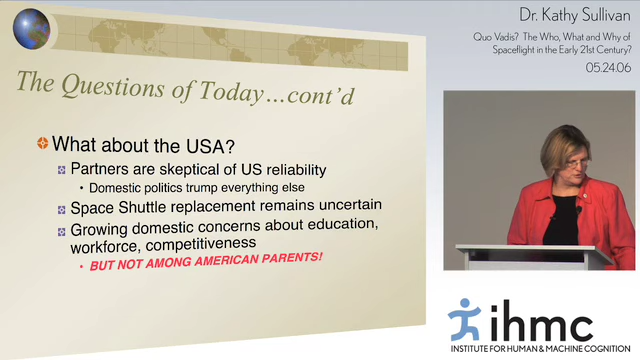 Dr. Kathy Sullivan
Quo Vadis? The Who, What and Why of
Spaceflight in the Early 21st Century?
05.24.06
The Questions of Today...cont'd
What about the USA?
Partners are skeptical of US reliability
• Domestic politics trump everything else
Space Shuttle replacement remains uncertain
Growing domestic concerns about education,
workforce, competitiveness
• BUT NOT AMONG AMERICAN PARENTS!
ihmc
INSTITUTE FOR HUMAN & MACHINE COGNITION